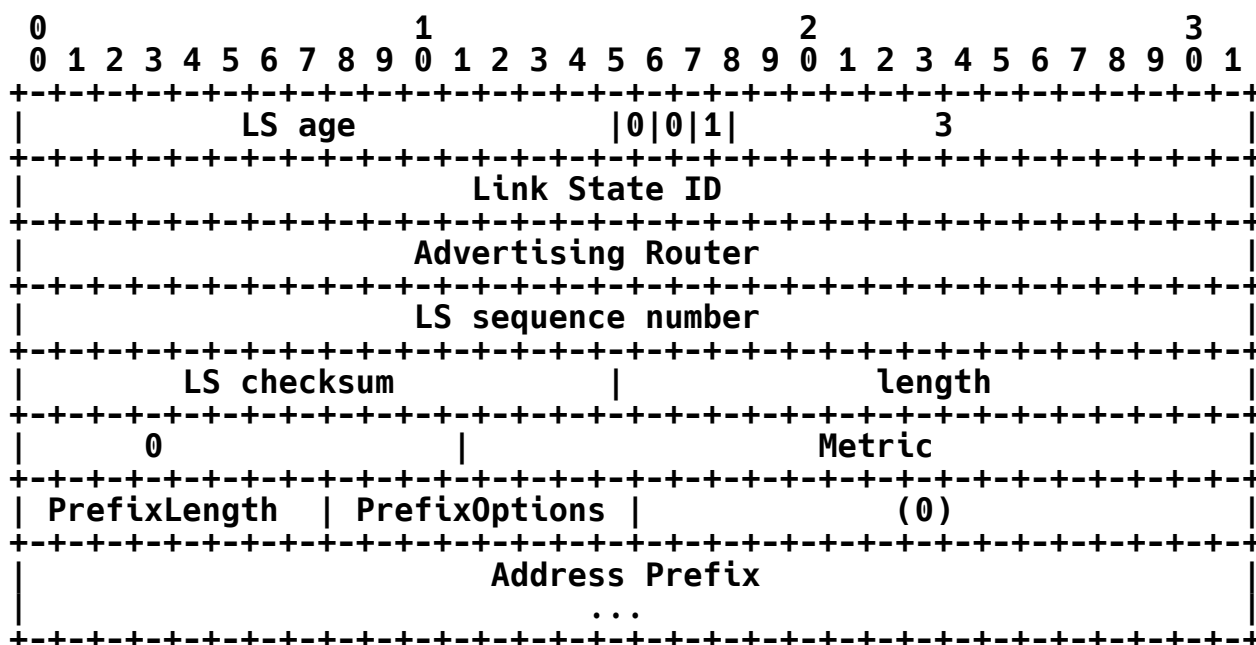 0                   1                   2                   3
 0 1 2 3 4 5 6 7 8 9 0 1 2 3 4 5 6 7 8 9 0 1 2 3 4 5 6 7 8 9 0 1
+-+-+-+-+-+-+-+-+-+-+-+-+-+-+-+-+-+-+-+-+-+-+-+-+-+-+-+-+-+-+-+-+
|           LS age             |0|0|1|          3               |
+-+-+-+-+-+-+-+-+-+-+-+-+-+-+-+-+-+-+-+-+-+-+-+-+-+-+-+-+-+-+-+-+
|                       Link State ID                           |
+-+-+-+-+-+-+-+-+-+-+-+-+-+-+-+-+-+-+-+-+-+-+-+-+-+-+-+-+-+-+-+-+
|                    Advertising Router                         |
+-+-+-+-+-+-+-+-+-+-+-+-+-+-+-+-+-+-+-+-+-+-+-+-+-+-+-+-+-+-+-+-+
|                    LS sequence number                         |
+-+-+-+-+-+-+-+-+-+-+-+-+-+-+-+-+-+-+-+-+-+-+-+-+-+-+-+-+-+-+-+-+
|        LS checksum           |             length             |
+-+-+-+-+-+-+-+-+-+-+-+-+-+-+-+-+-+-+-+-+-+-+-+-+-+-+-+-+-+-+-+-+
|      0               |                  Metric                |
+-+-+-+-+-+-+-+-+-+-+-+-+-+-+-+-+-+-+-+-+-+-+-+-+-+-+-+-+-+-+-+-+
| PrefixLength  | PrefixOptions |             (0)               |
+-+-+-+-+-+-+-+-+-+-+-+-+-+-+-+-+-+-+-+-+-+-+-+-+-+-+-+-+-+-+-+-+
|                        Address Prefix                         |
|                             ...                               |
+-+-+-+-+-+-+-+-+-+-+-+-+-+-+-+-+-+-+-+-+-+-+-+-+-+-+-+-+-+-+-+-+